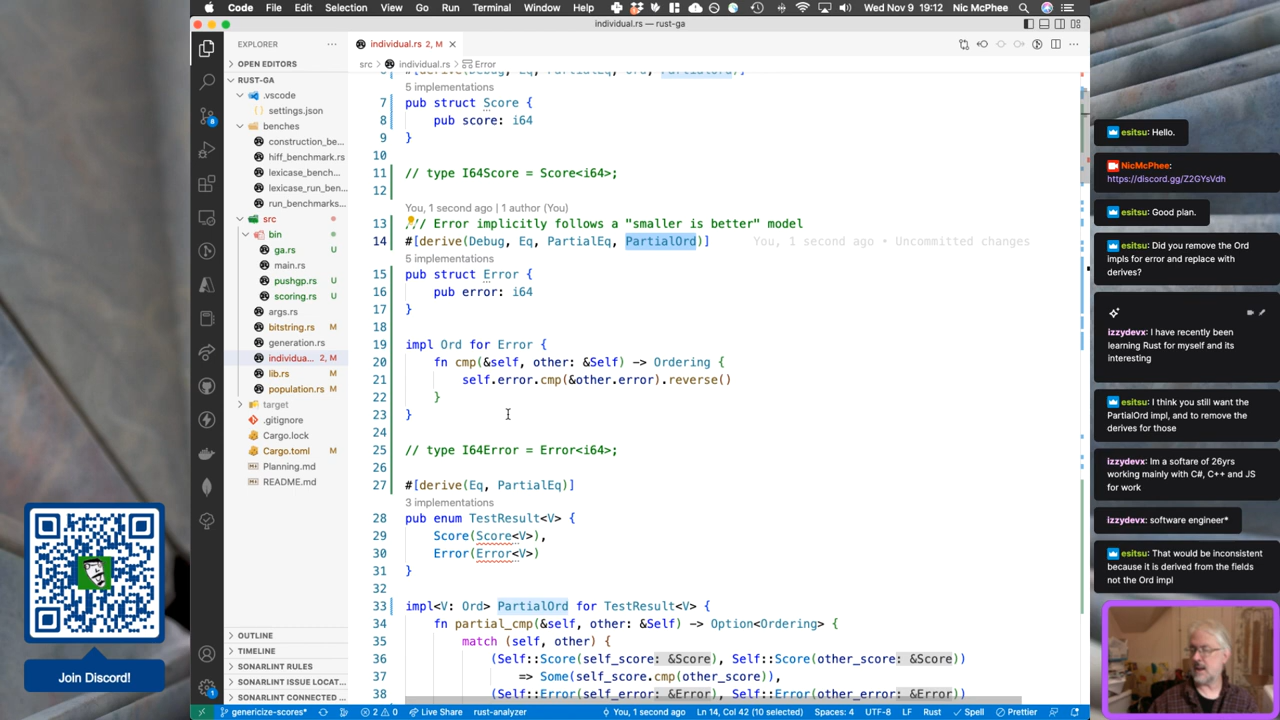 Code File Edit Selection View Go Run Terminal Window Help Wed Nov 9 19:12 Nic McPhee
individual.rs — rust-ga
EXPLORER
OPEN EDITORS
RUST-GA
.vscode
settings.json
benches
construction_be...
hiff_benchmark.rs
lexicase_bench...
lexicase_run_ben...
run_benchmarks...
src
bin
ga.rs U
main.rs
pushgp.rs U
scoring.rs U
args.rs
bitstring.rs M
generation.rs
individua... 2, M
lib.rs M
population.rs M
target
.gitignore
Cargo.lock
Cargo.toml M
Planning.md
README.md
OUTLINE
TIMELINE
SONARLINT RULES
SONARLINT ISSUE LOCAT...
SONARLINT CONNECTED ...
individual.rs 2, M
src > individual.rs > Error
6 #[derive(Debug, Eq, PartialEq, Ord, PartialOrd)]
5 implementations
7 pub struct Score {
8 pub score: i64
9 }
10
11 // type I64Score = Score<i64>;
12
You, 1 second ago | 1 author (You)
13 /// Error implicitly follows a "smaller is better" model
14 #[derive(Debug, Eq, PartialEq, PartialOrd)] You, 1 second ago • Uncommitted changes
5 implementations
15 pub struct Error {
16 pub error: i64
17 }
18
19 impl Ord for Error {
20 fn cmp(&self, other: &Self) -> Ordering {
21 self.error.cmp(&other.error).reverse()
22 }
23 }
24
25 // type I64Error = Error<i64>;
26
27 #[derive(Eq, PartialEq)]
3 implementations
28 pub enum TestResult<V> {
29 Score(Score<V>),
30 Error(Error<V>)
31 }
32
33 impl<V: Ord> PartialOrd for TestResult<V> {
34 fn partial_cmp(&self, other: &Self) -> Option<Ordering> {
35 match (self, other) {
36 (Self::Score(self_score: &Score), Self::Score(other_score: &Score))
37 => Some(self_score.cmp(other_score)),
38 (Self::Error(self_error: &Error), Self::Error(other_error: &Error))
genericize-scores* 2 0 Live Share rust-analyzer You, 1 second ago Ln 14, Col 42 (10 selected) Spaces: 4 UTF-8 LF Rust Spell Prettier
esitsu: Hello.
NicMcPhee:
https://discord.gg/Z2GYsVdh
esitsu: Good plan.
esitsu: Did you remove the Ord
impls for error and replace with
derives?
izzydevx: I have recently been
learning Rust for myself and its
interesting
esitsu: I think you still want the
PartialOrd impl, and to remove the
derives for those
izzydevx: Im a softare of 26yrs
working mainly with C#, C++ and JS
for work
izzydevx: software engineer*
esitsu: That would be inconsistent
because it is derived from the fields
not the Ord impl
Join Discord!